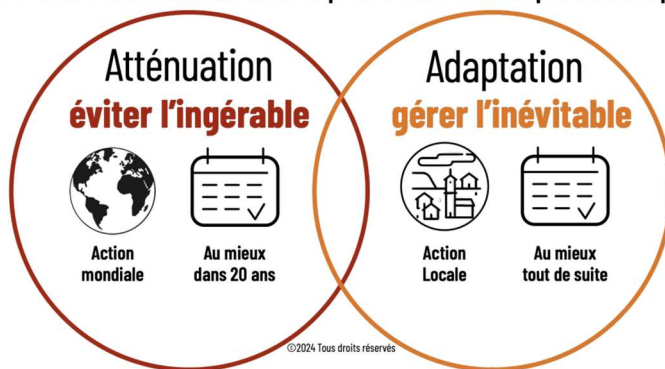 Atténuation
éviter l'ingérable
Action
mondiale
Au mieux
dans 20 ans
Adaptation
gérer l'inévitable
Action
Locale
Au mieux
tout de suite
©2024 Tous droits réservés